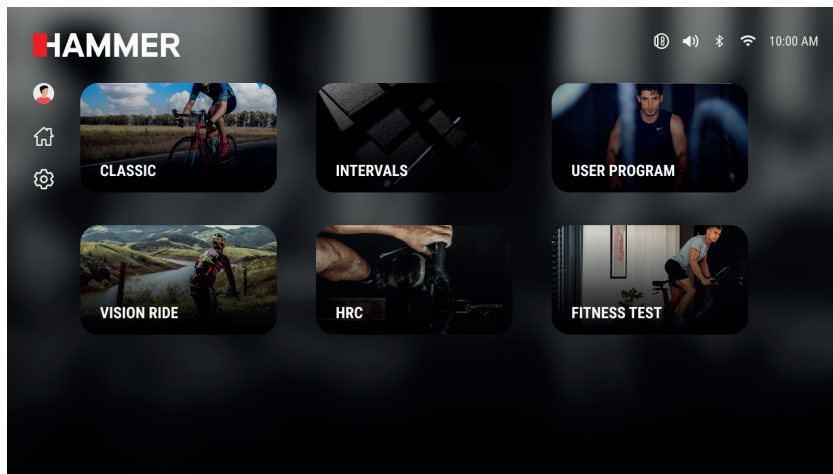 HAMMER
10:00 AM
CLASSIC
INTERVALS
USER PROGRAM
VISION RIDE
HRC
FITNESS TEST